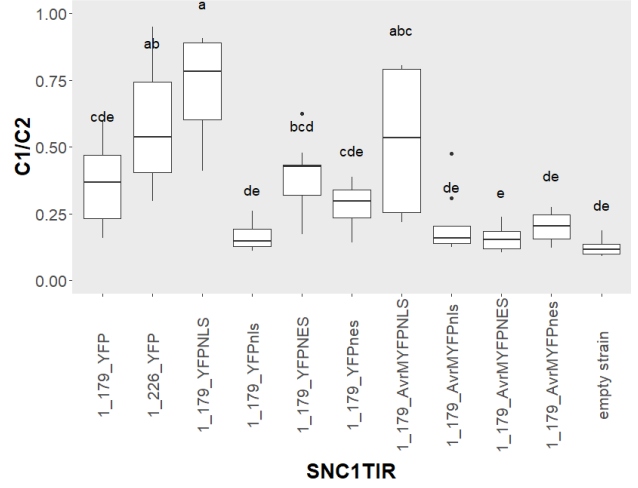 1.00
0.75
0.50
0.25
0.00
C1/C2
cde
ab
a
de
bcd
cde
abc
de
e
de
de
1_179_YFP
1_226_YFP
1_179_YFPNLS
1_179_YFPnls
1_179_YFPNES
1_179_YFPnes
1_179_AvrMYFPNLS
1_179_AvrMYFPnls
1_179_AvrMYFPNES
1_179_AvrMYFPnes
empty strain
SNC1TIR